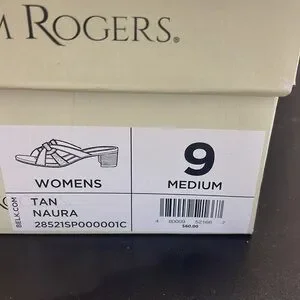 M ROGERS®
WOMENS
9
MEDIUM
BELK.COM
TAN
NAURA
28521SP000001C
$60.00